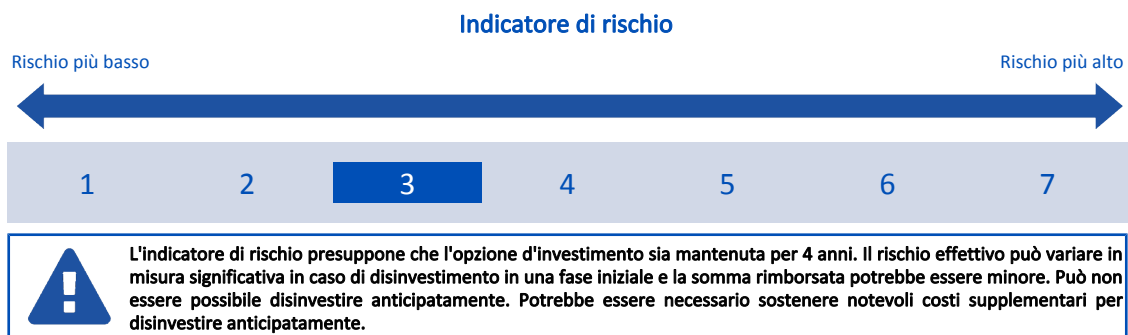 Indicatore di rischio
Rischio più basso
Rischio più alto
1 2 3 4 5 6 7
L'indicatore di rischio presuppone che l'opzione d'investimento sia mantenuta per 4 anni. Il rischio effettivo può variare in
misura significativa in caso di disinvestimento in una fase iniziale e la somma rimborsata potrebbe essere minore. Può non
essere possibile disinvestire anticipatamente. Potrebbe essere necessario sostenere notevoli costi supplementari per
disinvestire anticipatamente.